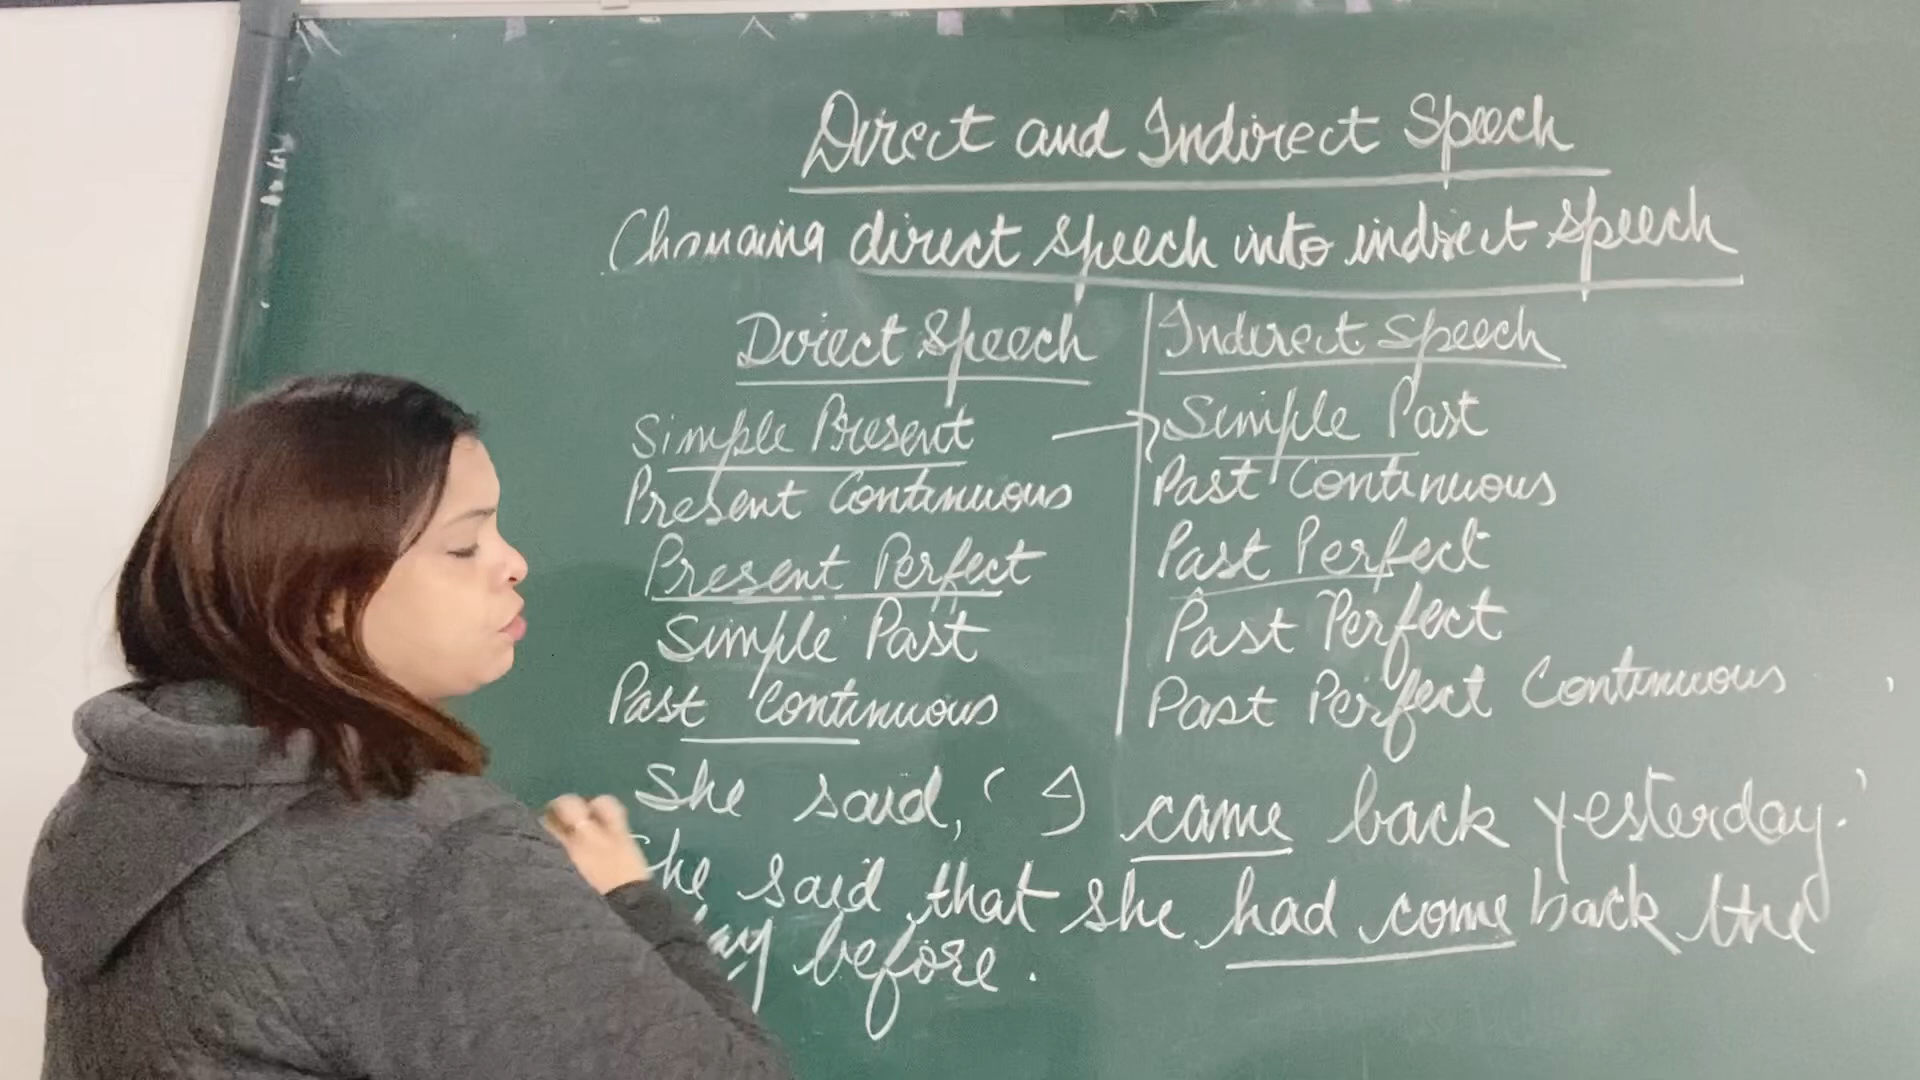 Direct and Indirect Speech
Changing direct speech into indirect speech
Direct Speech Indirect Speech
Simple Present → Simple Past
Present Continuous Past Continuous
Present Perfect Past Perfect
Simple Past Past Perfect
Past Continuous Past Perfect Continuous
She said, ‘I came back yesterday.’
She said that she had come back the
day before.